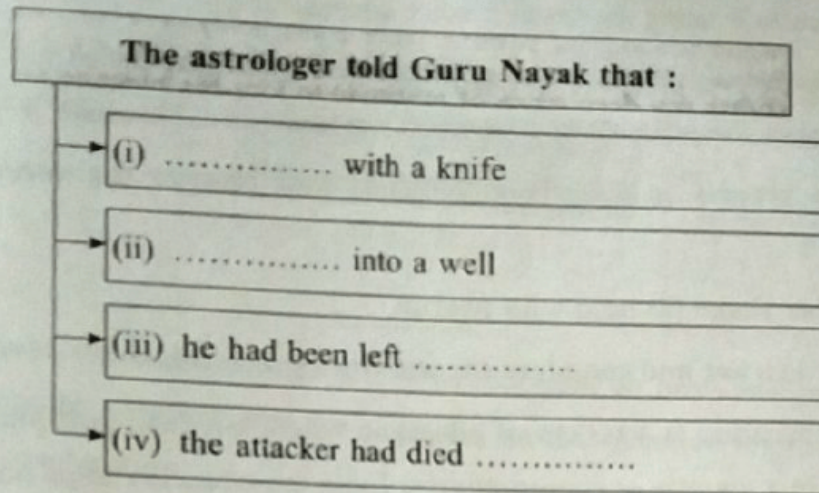 The astrologer told Guru Nayak that :
(i) .............. with a knife
(ii) .............. into a well
(iii) he had been left ..............
(iv) the attacker had died ..............